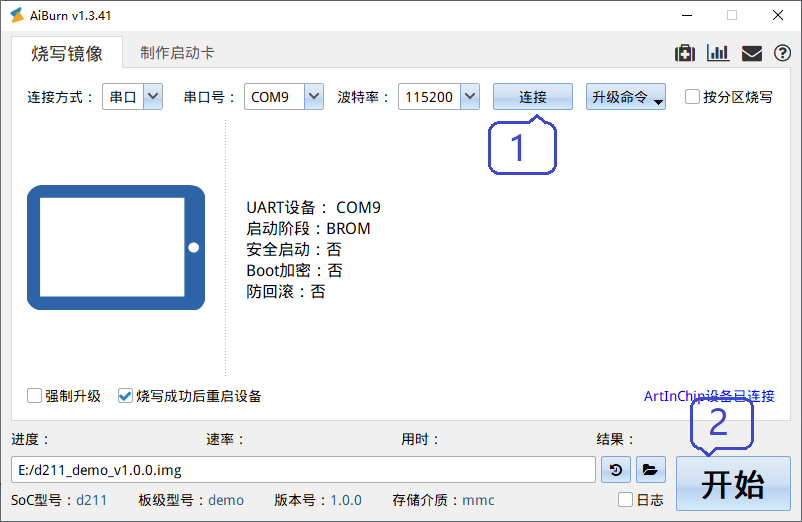 AiBurn v1.3.41
烧写镜像 制作启动卡
连接方式： 串口 串口号： COM9 波特率： 115200 连接 升级命令 按分区烧写
1
UART设备： COM9
启动阶段：BROM
安全启动：否
Boot加密：否
防回滚：否
强制升级 烧写成功后重启设备 ArtInChip设备已连接
2
进度： 速率： 用时： 结果：
E:/d211_demo_v1.0.0.img
开始
SoC型号：d211 板级型号：demo 版本号：1.0.0 存储介质：mmc 日志